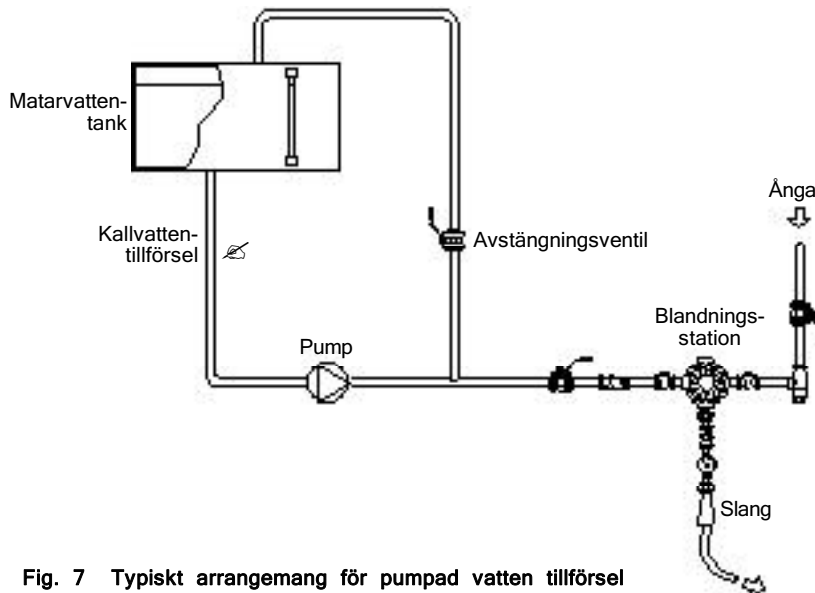 Matarvatten-
tank
Ånga
Kallvatten-
tillförsel
Avstängningsventil
Blandnings-
station
Pump
Slang
Fig. 7 Typiskt arrangemang för pumpad vatten tillförsel